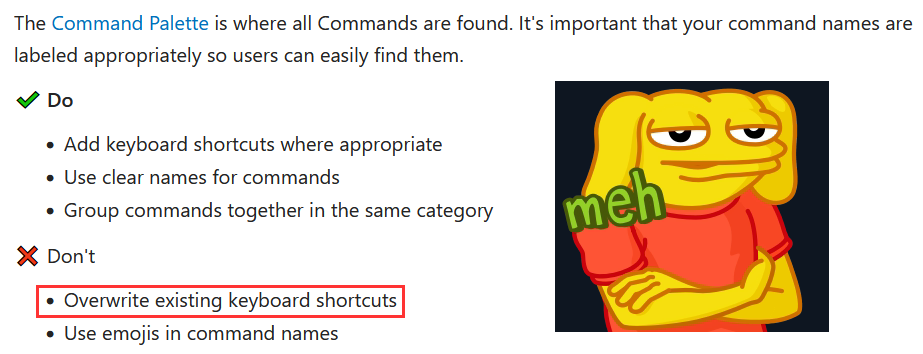 The Command Palette is where all Commands are found. It's important that your command names are
labeled appropriately so users can easily find them.
Do
Add keyboard shortcuts where appropriate
Use clear names for commands
Group commands together in the same category
Don't
Overwrite existing keyboard shortcuts
Use emojis in command names
meh